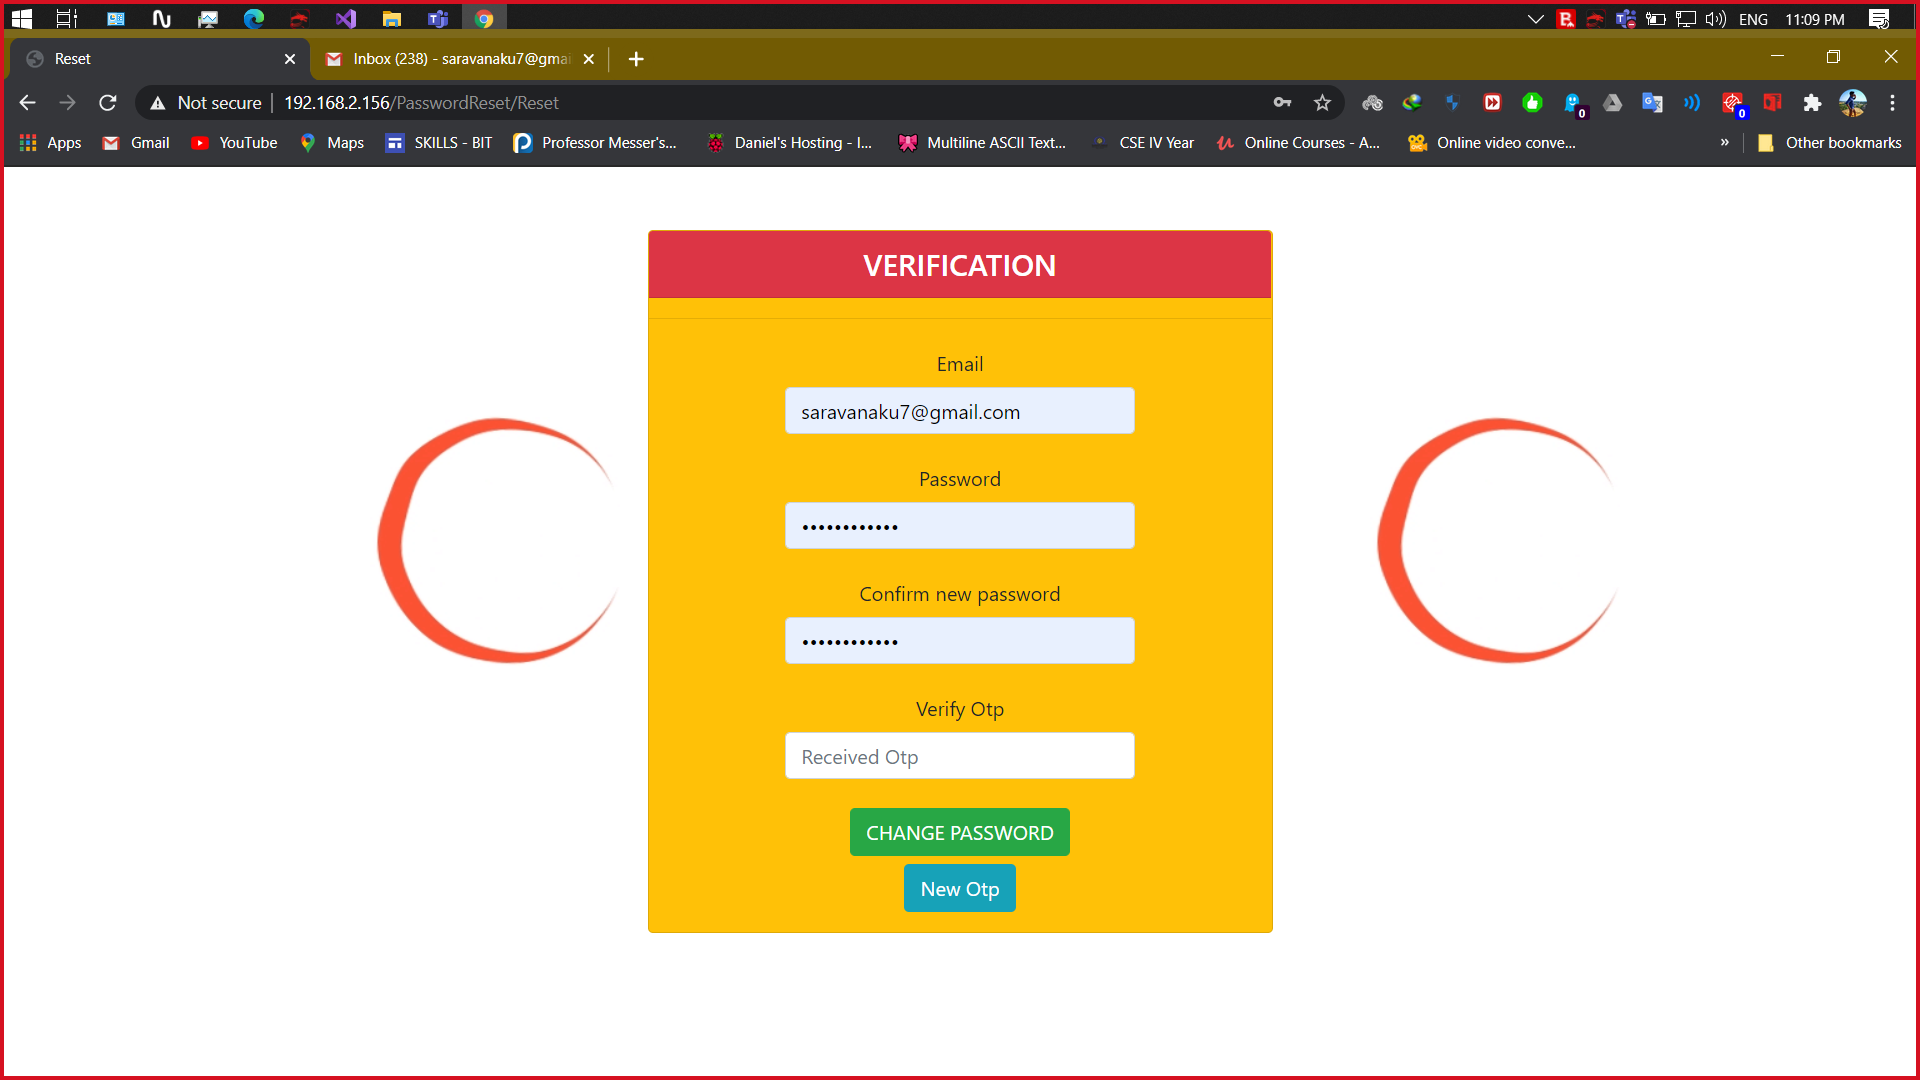 ENG 11:09 PM
Reset
Inbox (238) - saravanaku7@gmai
Not secure 192.168.2.156/PasswordReset/Reset
0 0
Apps Gmail YouTube Maps SKILLS - BIT Professor Messer's... Daniel's Hosting - I... Multiline ASCII Text... CSE IV Year Online Courses - A... Online video conve... » Other bookmarks
VERIFICATION
Email
saravanaku7@gmail.com
Password
Confirm new password
Verify Otp
Received Otp
CHANGE PASSWORD
New Otp